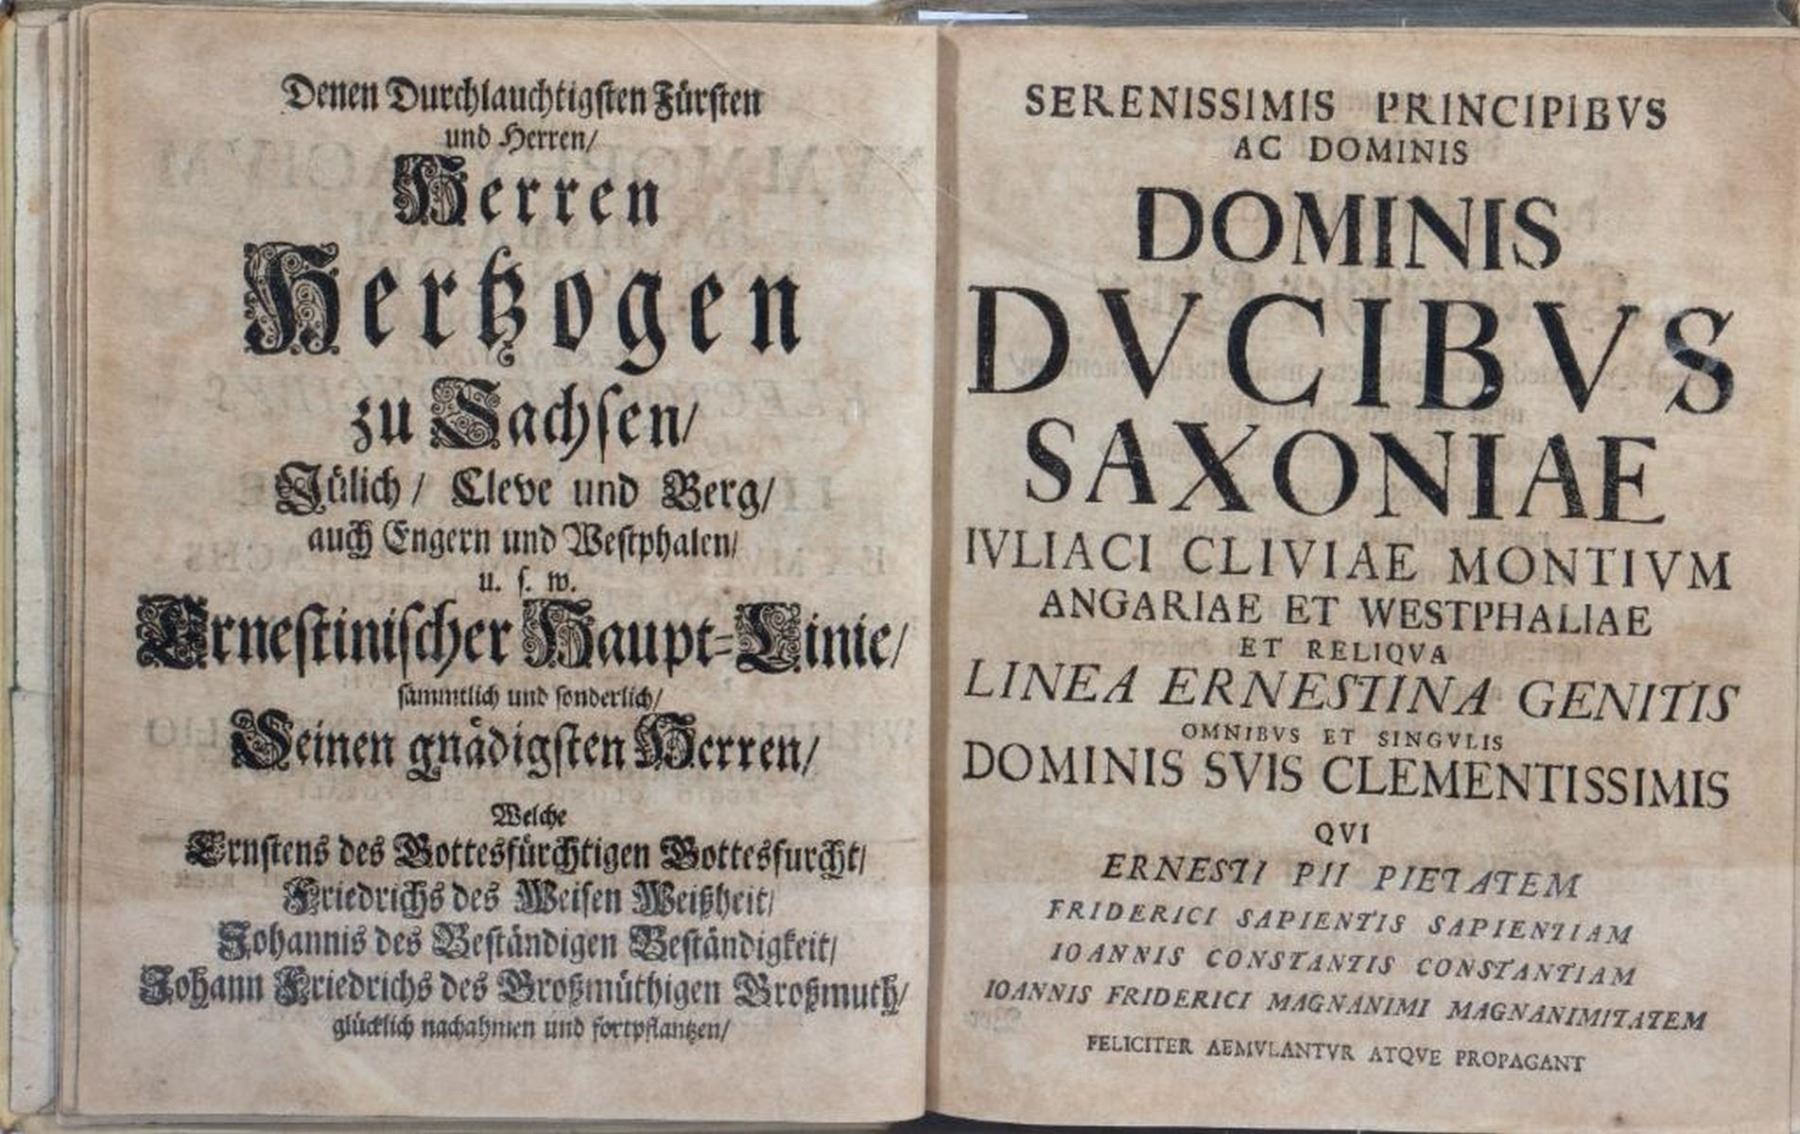 Denen Durchlauchtigsten Fürsten
und Herren/
Herren
Hertzogen
zu Sachsen/
Jülich/ Cleve und Berg/
auch Engern und Westphalen/
u. s. w.
Ernestinischer Haupt-Linie/
sämmtlich und sonderlich/
Seinen gnädigsten Herren/
Welche
Ernstens des Gottesfürchtigen Gottesfurcht/
Friedrichs des Weisen Weißheit/
Johannis des Beständigen Beständigkeit/
Johann Friedrichs des Großmüthigen Großmuth/
glücklich nachahmen und fortpflantzen/
SERENISSIMIS PRINCIPIBVS
AC DOMINIS
DOMINIS
DVCIBVS
SAXONIAE
IVLIACI CLIVIAE MONTIVM
ANGARIAE ET WESTPHALIAE
ET RELIQVA
LINEA ERNESTINA GENITIS
OMNIBVS ET SINGVLIS
DOMINIS SVIS CLEMENTISSIMIS
QVI
ERNESTI PII PIETATEM
FRIDERICI SAPIENTIS SAPIENTIAM
IOANNIS CONSTANTIS CONSTANTIAM
IOANNIS FRIDERICI MAGNANIMI MAGNANIMITATEM
FELICITER AEMVLANTVR ATQVE PROPAGANT